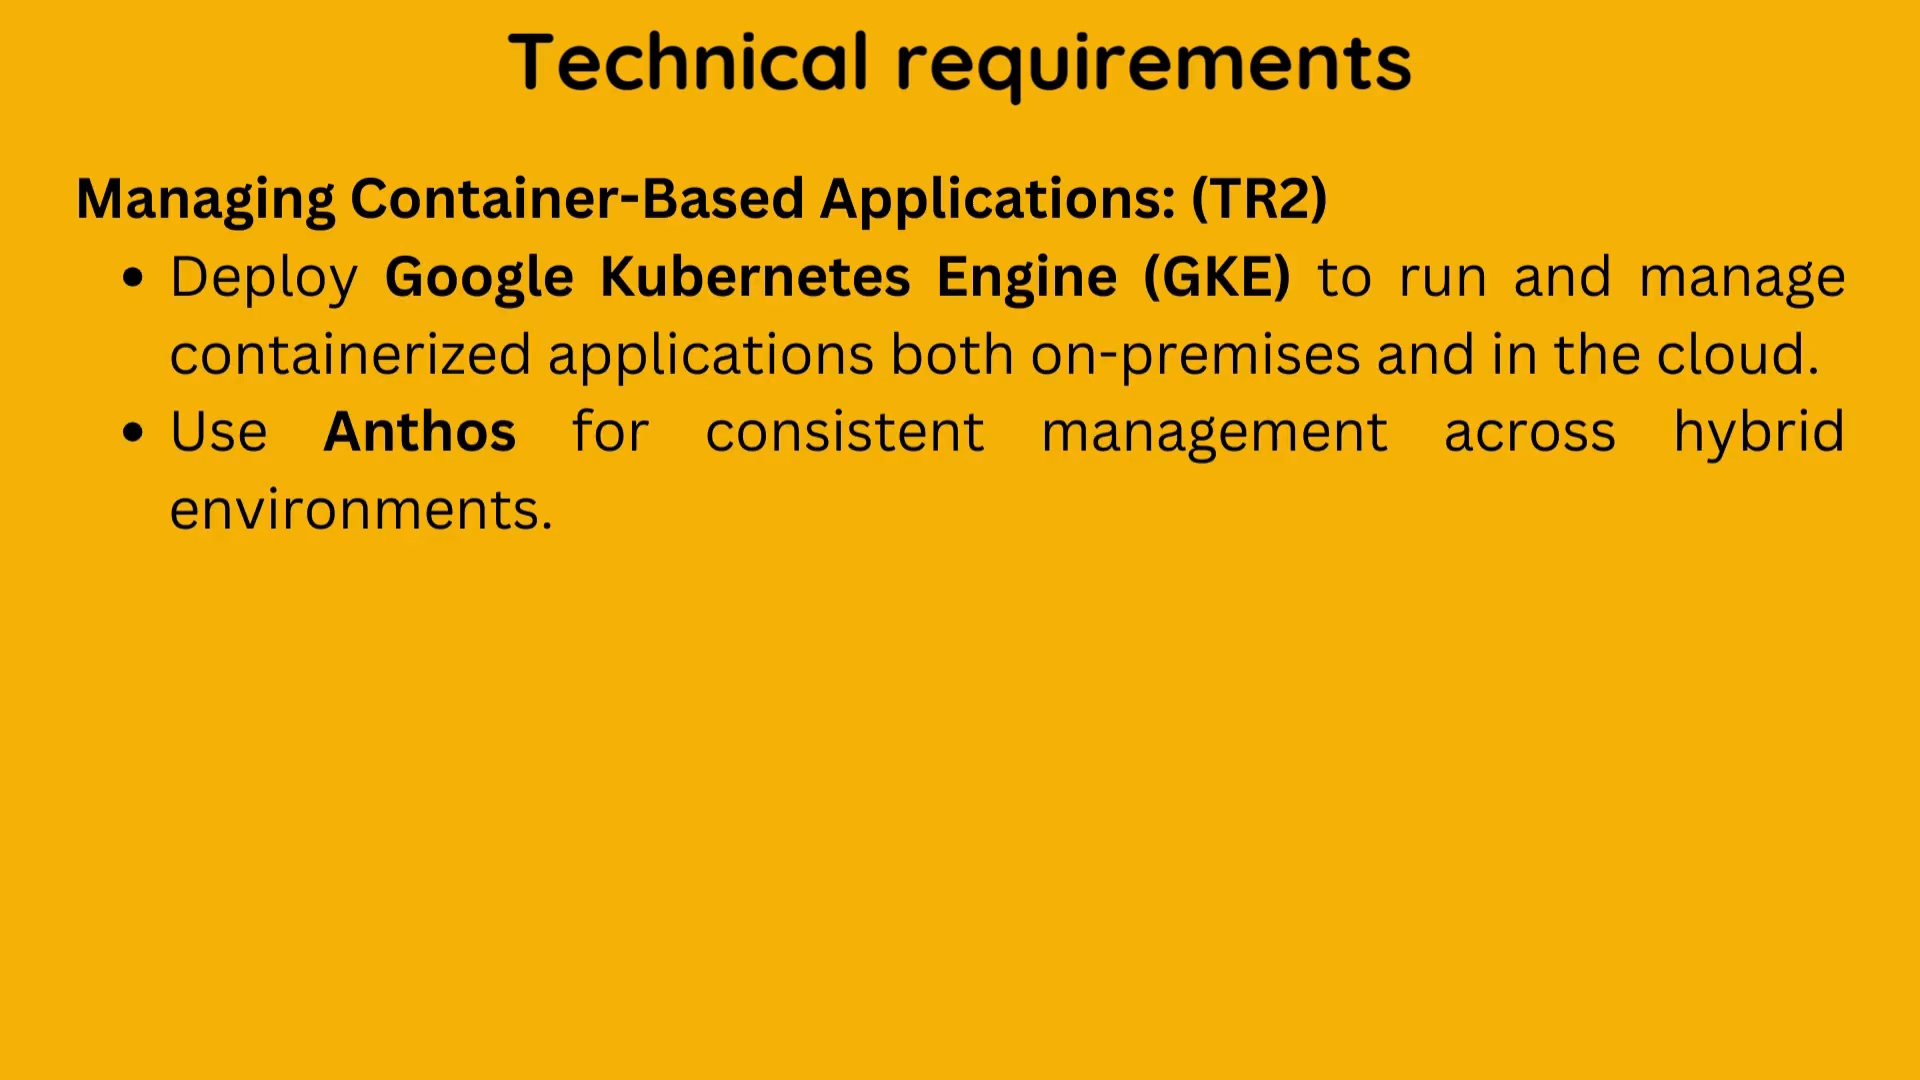 Technical requirements
Managing Container-Based Applications: (TR2)
• Deploy Google Kubernetes Engine (GKE) to run and manage
containerized applications both on-premises and in the cloud.
• Use Anthos for consistent management across hybrid
environments.